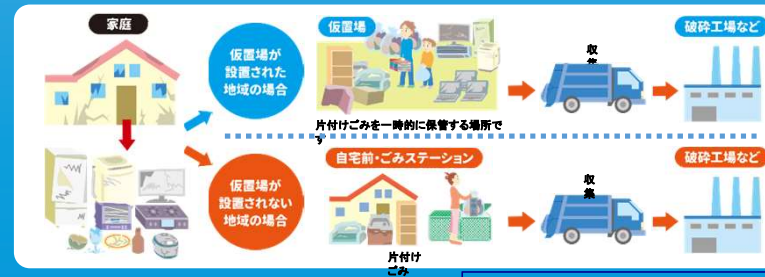 家庭
仮置場が
設置された
地域の場合
仮置場
収
集
破砕工場など
片付けごみを一時的に保管する場所で
す
仮置場が
設置されない
地域の場合
自宅前・ごみステーション
収
集
破砕工場など
片付け
ごみ